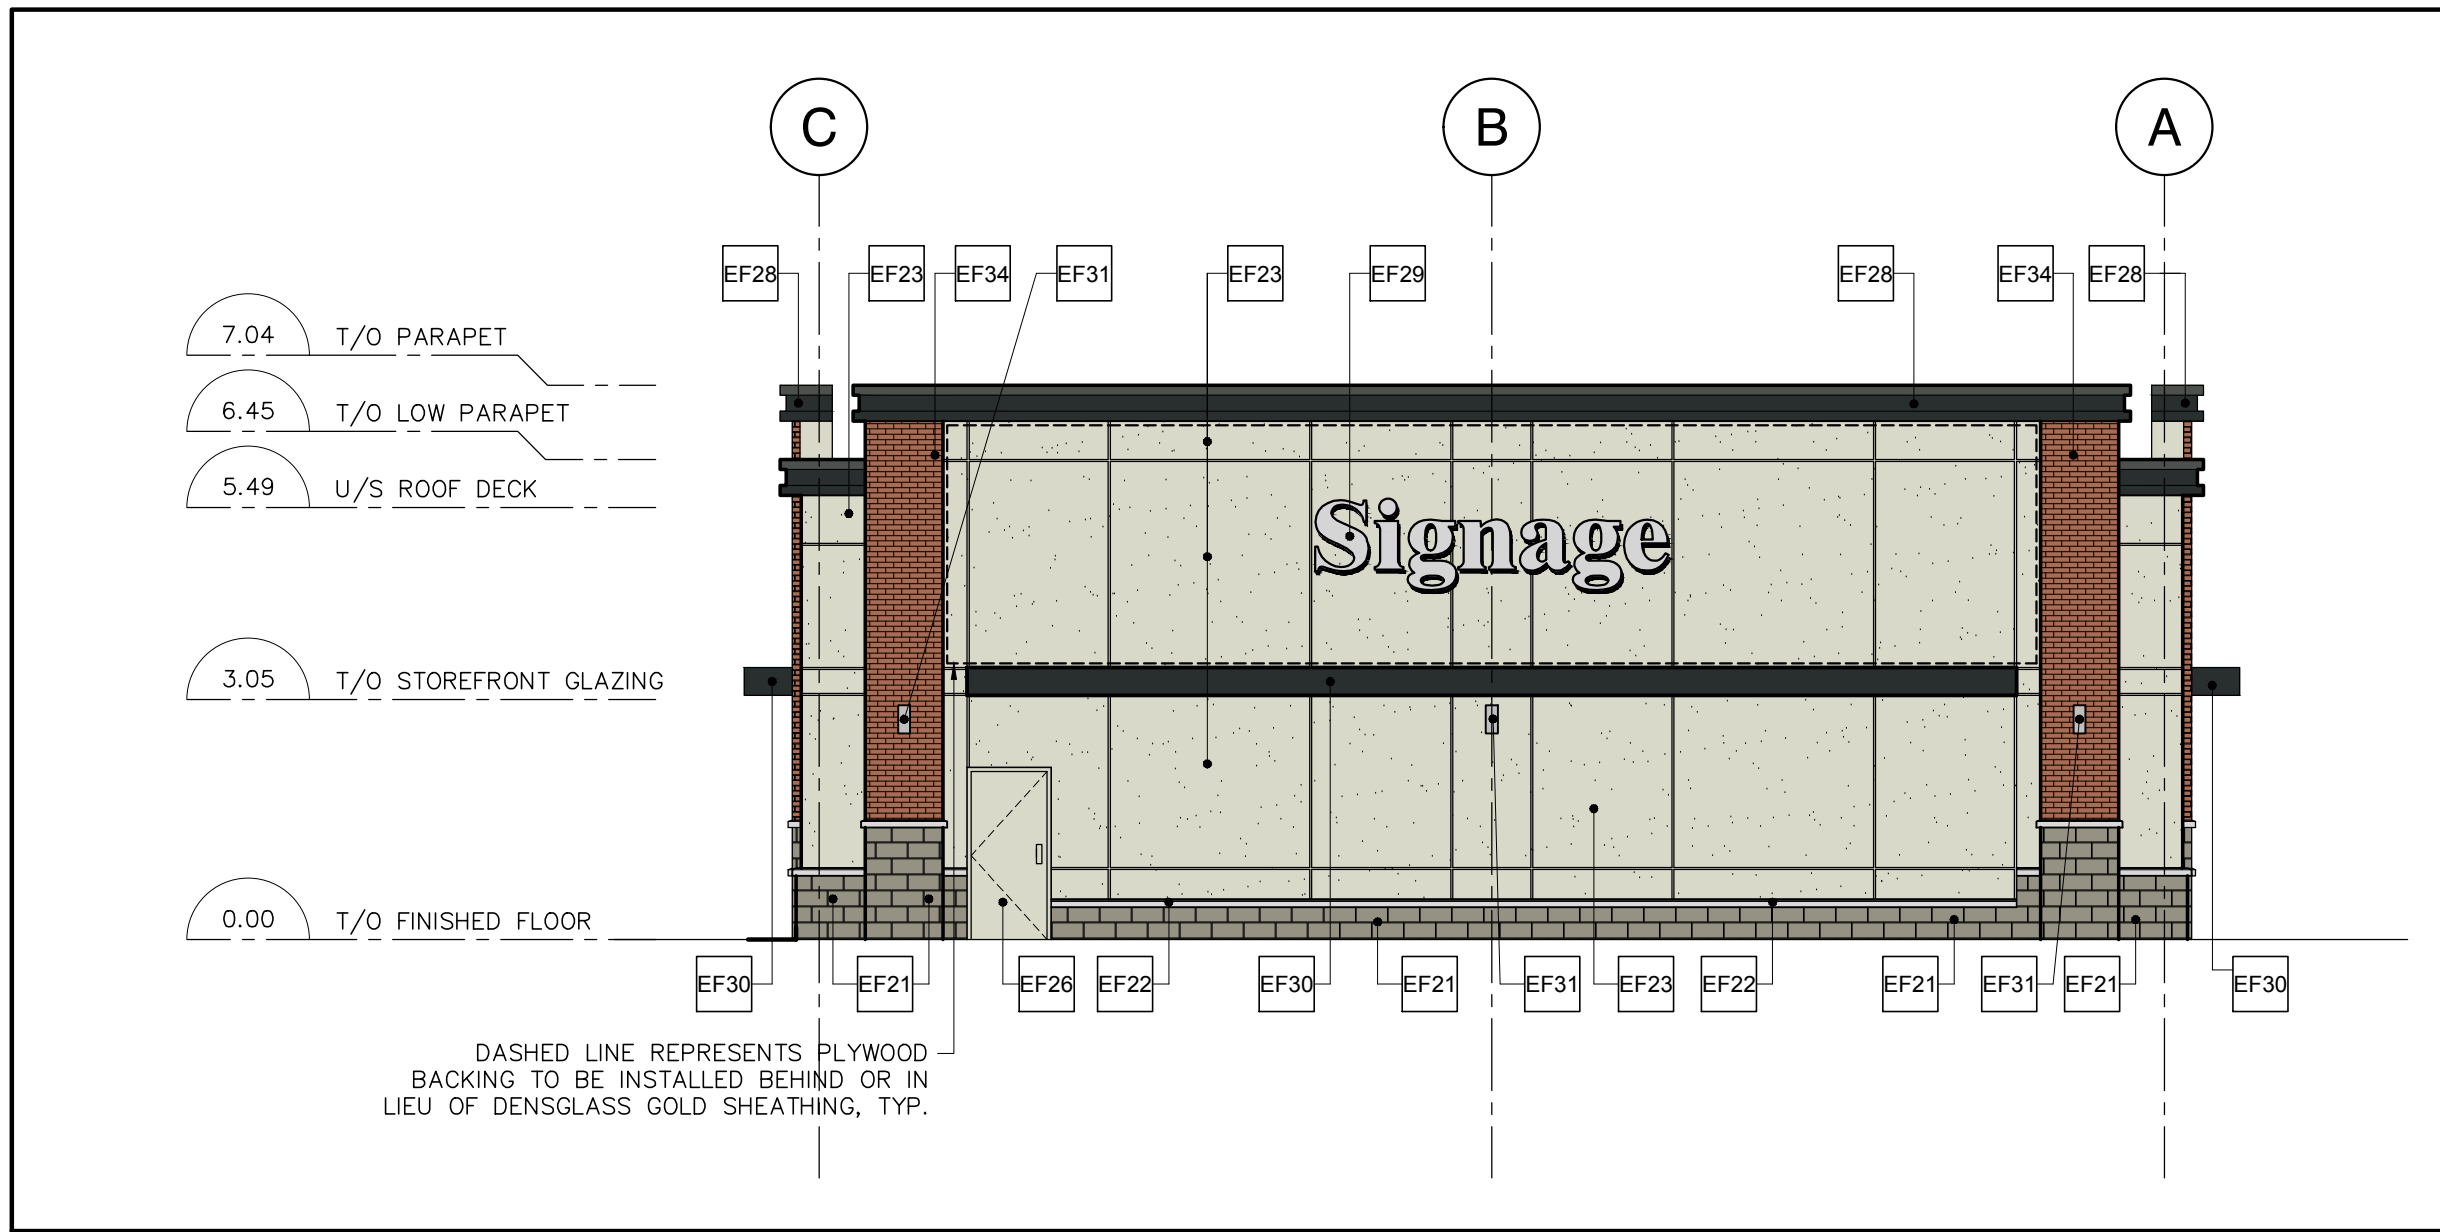 C
B
A
EF28
EF23
EF34
EF31
EF23
EF29
EF28
EF34
EF28
7.04 T/O PARAPET
6.45 T/O LOW PARAPET
5.49 U/S ROOF DECK
Signage
3.05 T/O STOREFRONT GLAZING
0.00 T/O FINISHED FLOOR
EF30
EF21
EF26
EF22
EF30
EF21
EF31
EF23
EF22
EF21
EF31
EF21
EF30
DASHED LINE REPRESENTS PLYWOOD
BACKING TO BE INSTALLED BEHIND OR IN
LIEU OF DENSGLASS GOLD SHEATHING, TYP.